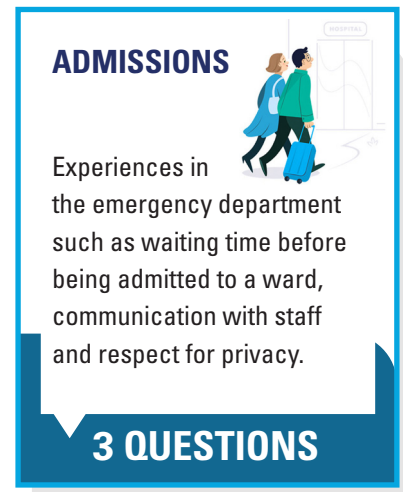 HOSPITAL
ADMISSIONS
Experiences in
the emergency department
such as waiting time before
being admitted to a ward,
communication with staff
and respect for privacy.
3 QUESTIONS